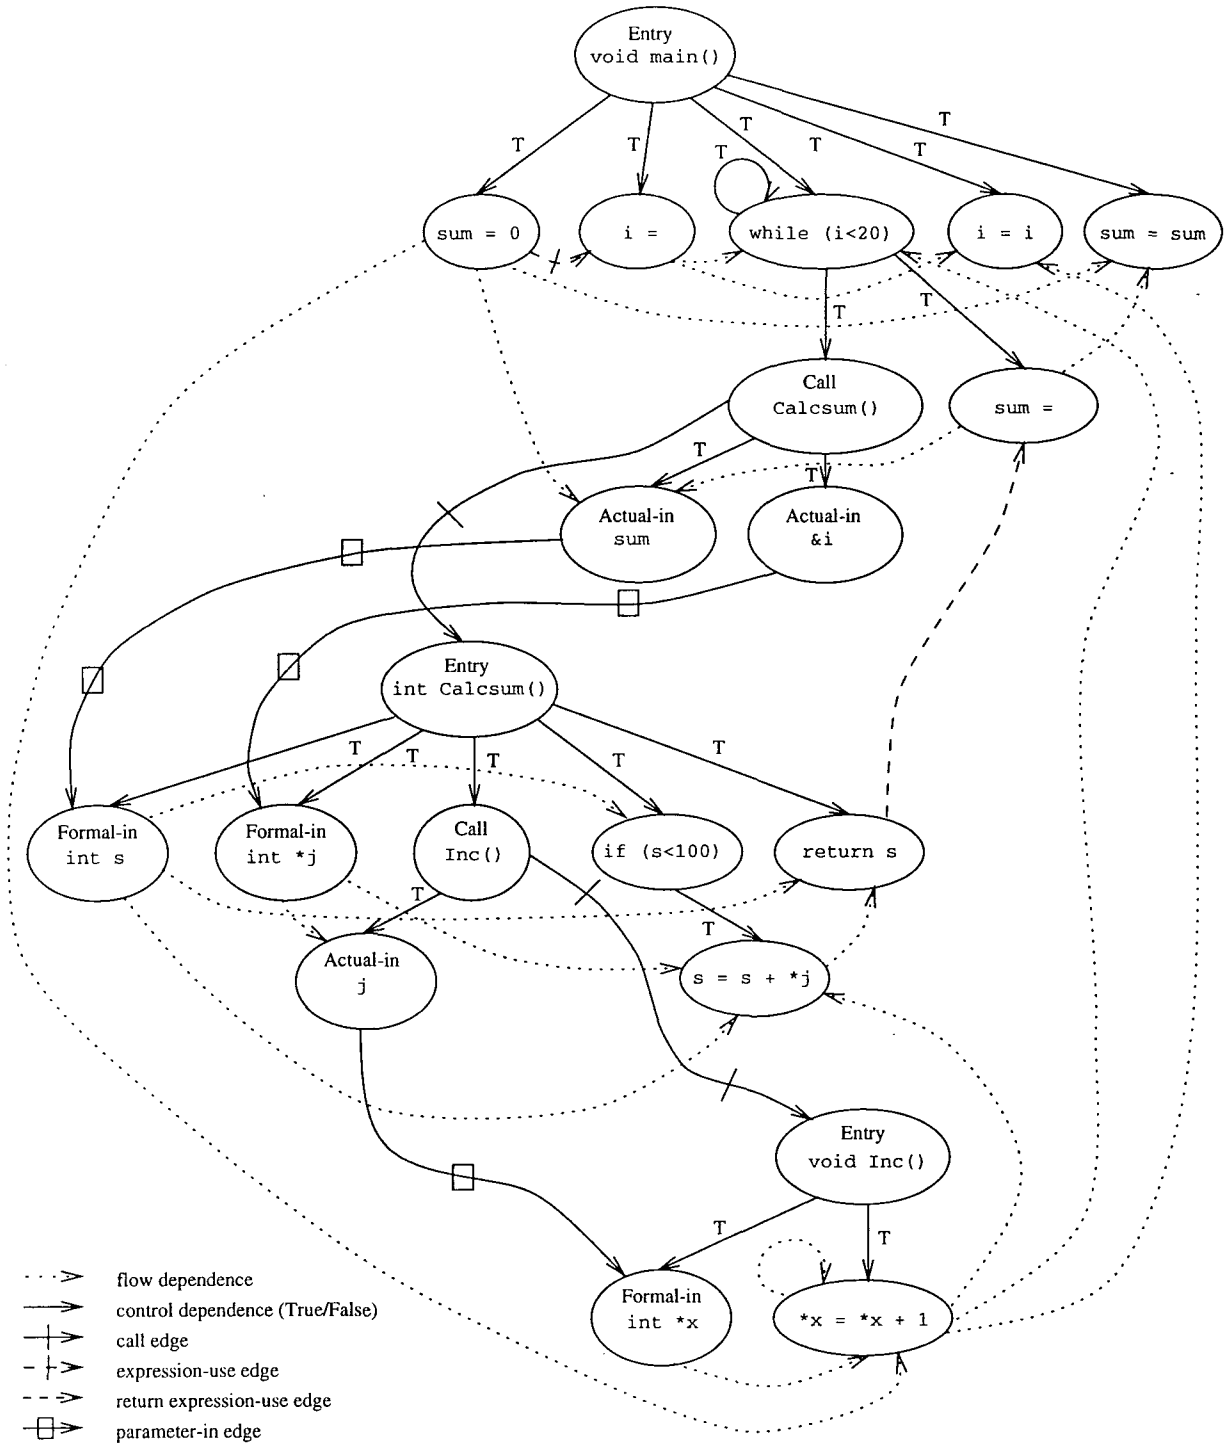 Entry
void main()
T
T
T
T
T
T
T
sum = 0
i =
while (i<20)
i = i
sum = sum
T
T
Call
Calcsum()
sum =
T
T
Actual-in
sum
Actual-in
&i
Entry
int Calcsum()
T
T
T
T
T
Formal-in
int s
Formal-in
int *j
Call
Inc()
if (s<100)
return s
T
T
Actual-in
j
s = s + *j
Entry
void Inc()
T
T
Formal-in
int *x
*x = *x + 1
flow dependence
control dependence (True/False)
call edge
expression-use edge
return expression-use edge
parameter-in edge